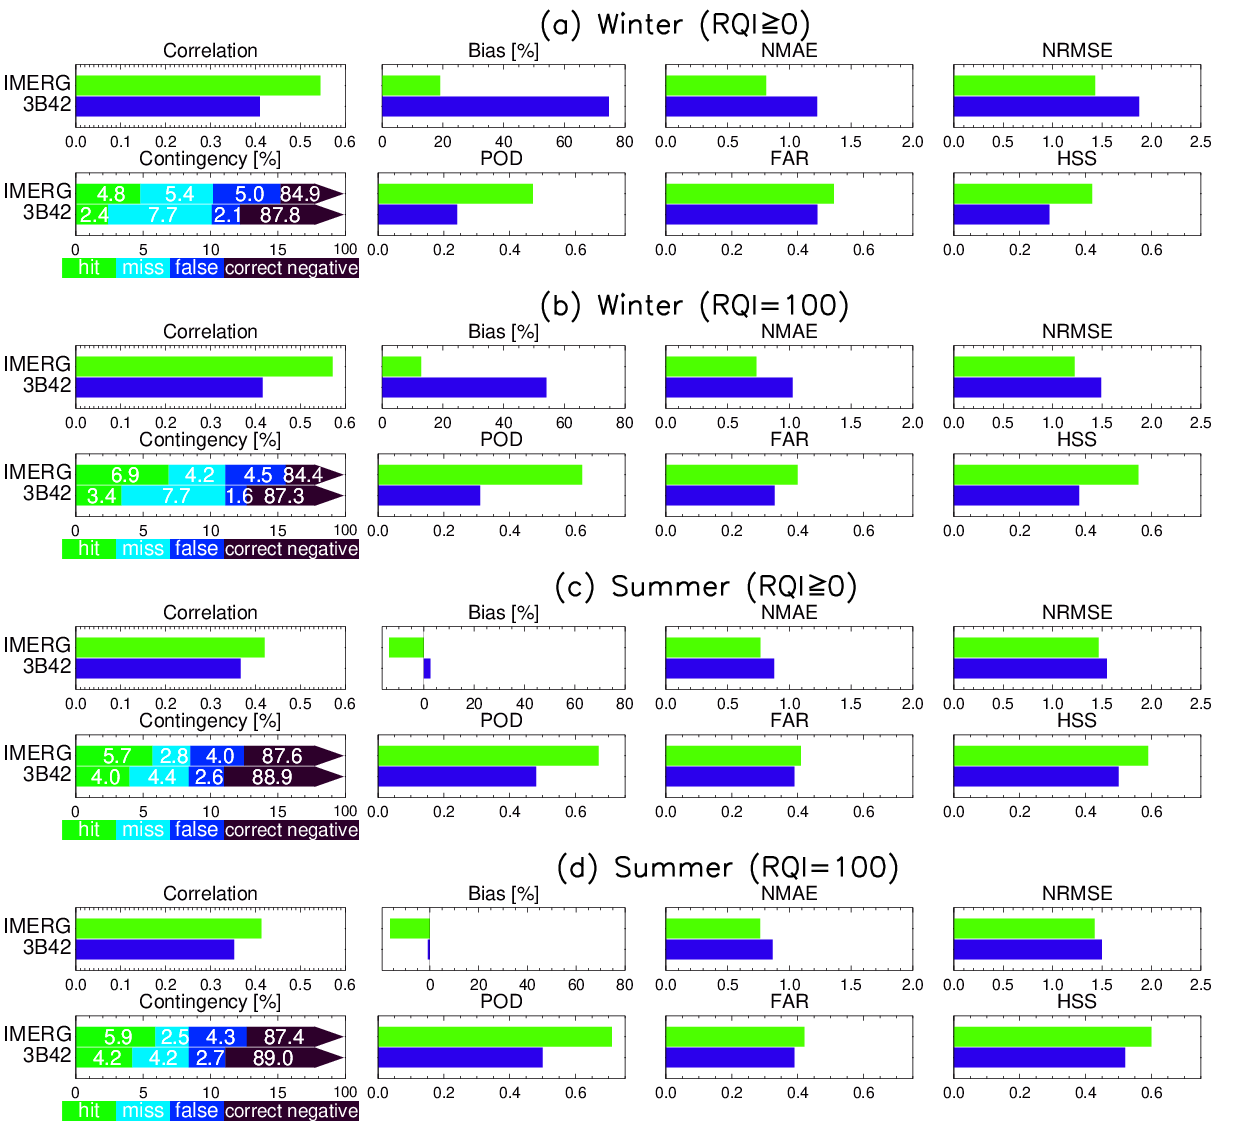 (a) Winter (RQI≧0)
Correlation Bias [%] NMAE NRMSE
IMERG
3B42
0.0 0.1 0.2 0.3 0.4 0.5 0.6 0 20 40 60 80 0.0 0.5 1.0 1.5 2.0 0.0 0.5 1.0 1.5 2.0 2.5
Contingency [%] POD FAR HSS
IMERG 4.8 5.4 5.0 84.9
3B42 2.4 7.7 2.1 87.8
0 5 10 15 100 0.0 0.2 0.4 0.6 0.0 0.2 0.4 0.6 0.0 0.2 0.4 0.6
hit miss false correct negative
(b) Winter (RQI=100)
Correlation Bias [%] NMAE NRMSE
IMERG
3B42
0.0 0.1 0.2 0.3 0.4 0.5 0.6 0 20 40 60 80 0.0 0.5 1.0 1.5 2.0 0.0 0.5 1.0 1.5 2.0 2.5
Contingency [%] POD FAR HSS
IMERG 6.9 4.2 4.5 84.4
3B42 3.4 7.7 1.6 87.3
0 5 10 15 100 0.0 0.2 0.4 0.6 0.0 0.2 0.4 0.6 0.0 0.2 0.4 0.6
hit miss false correct negative
(c) Summer (RQI≧0)
Correlation Bias [%] NMAE NRMSE
IMERG
3B42
0.0 0.1 0.2 0.3 0.4 0.5 0.6 0 20 40 60 80 0.0 0.5 1.0 1.5 2.0 0.0 0.5 1.0 1.5 2.0 2.5
Contingency [%] POD FAR HSS
IMERG 5.7 2.8 4.0 87.6
3B42 4.0 4.4 2.6 88.9
0 5 10 15 100 0.0 0.2 0.4 0.6 0.0 0.2 0.4 0.6 0.0 0.2 0.4 0.6
hit miss false correct negative
(d) Summer (RQI=100)
Correlation Bias [%] NMAE NRMSE
IMERG
3B42
0.0 0.1 0.2 0.3 0.4 0.5 0.6 0 20 40 60 80 0.0 0.5 1.0 1.5 2.0 0.0 0.5 1.0 1.5 2.0 2.5
Contingency [%] POD FAR HSS
IMERG 5.9 2.5 4.3 87.4
3B42 4.2 4.2 2.7 89.0
0 5 10 15 100 0.0 0.2 0.4 0.6 0.0 0.2 0.4 0.6 0.0 0.2 0.4 0.6
hit miss false correct negative